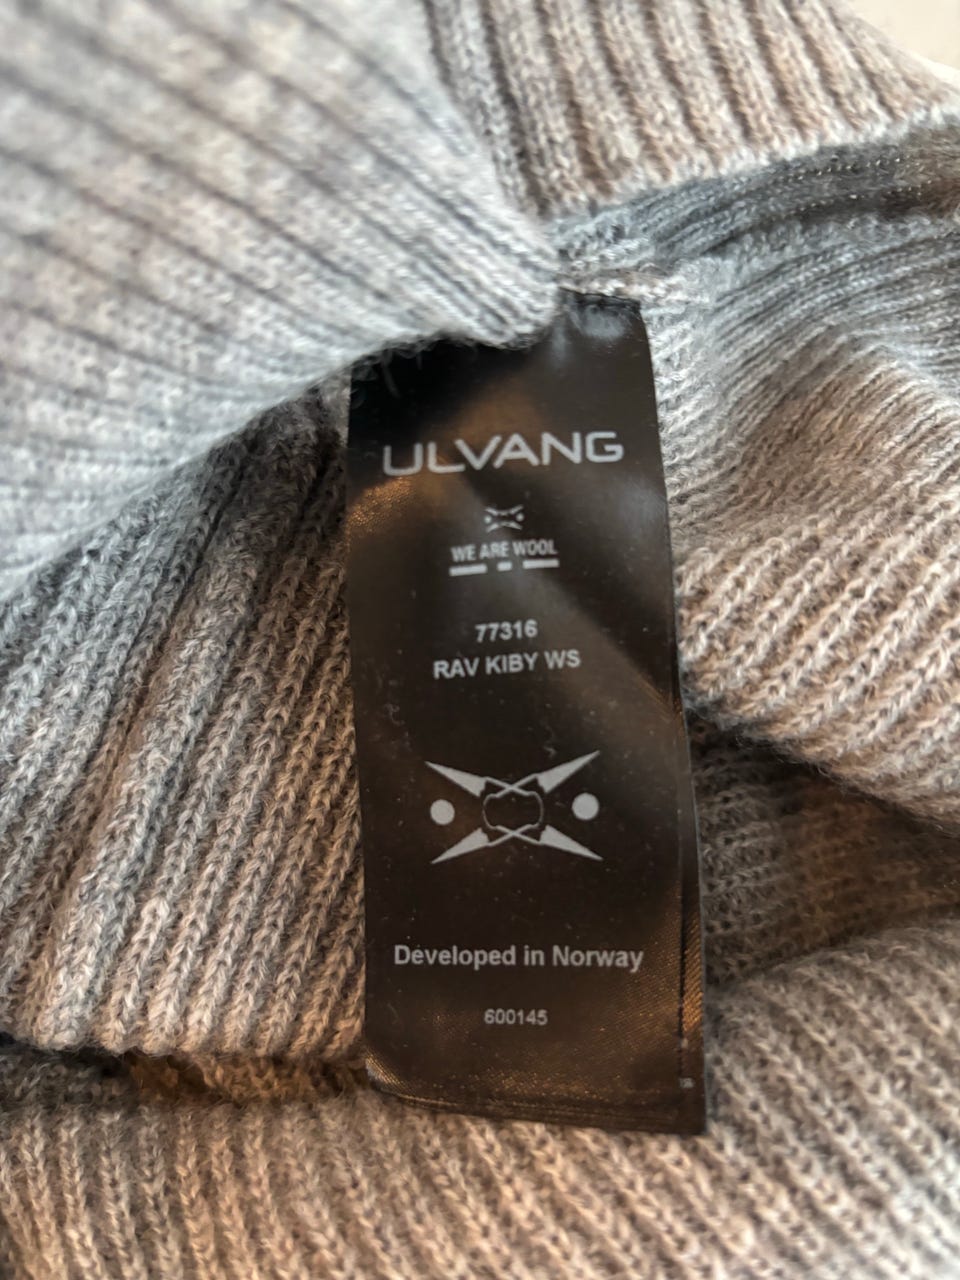 ULVANG
WE ARE WOOL
77316
RAV KIBY WS
Developed in Norway
600145